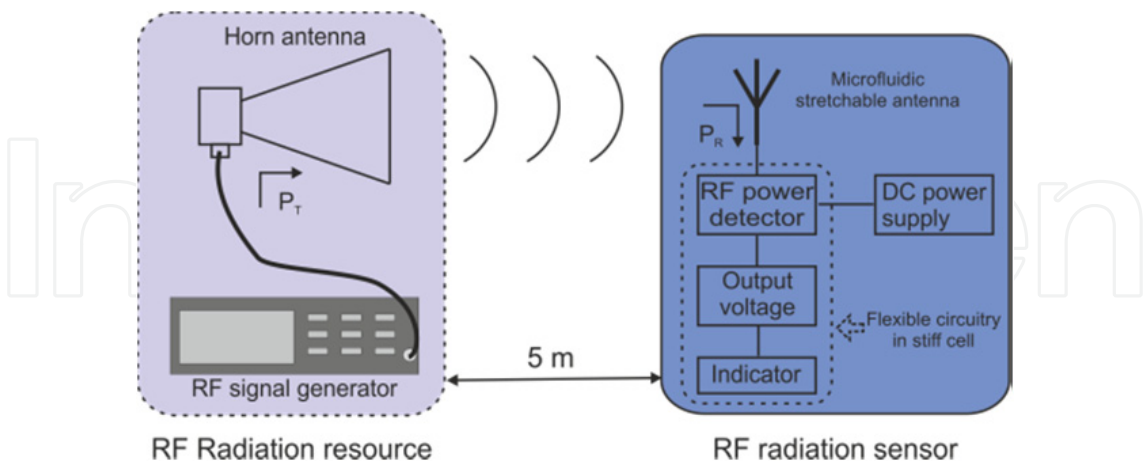 Horn antenna
P_T
RF signal generator
RF Radiation resource
5 m
Microfluidic
stretchable antenna
P_R
RF power
detector
DC power
supply
Output
voltage
Flexible circuitry
in stiff cell
Indicator
RF radiation sensor